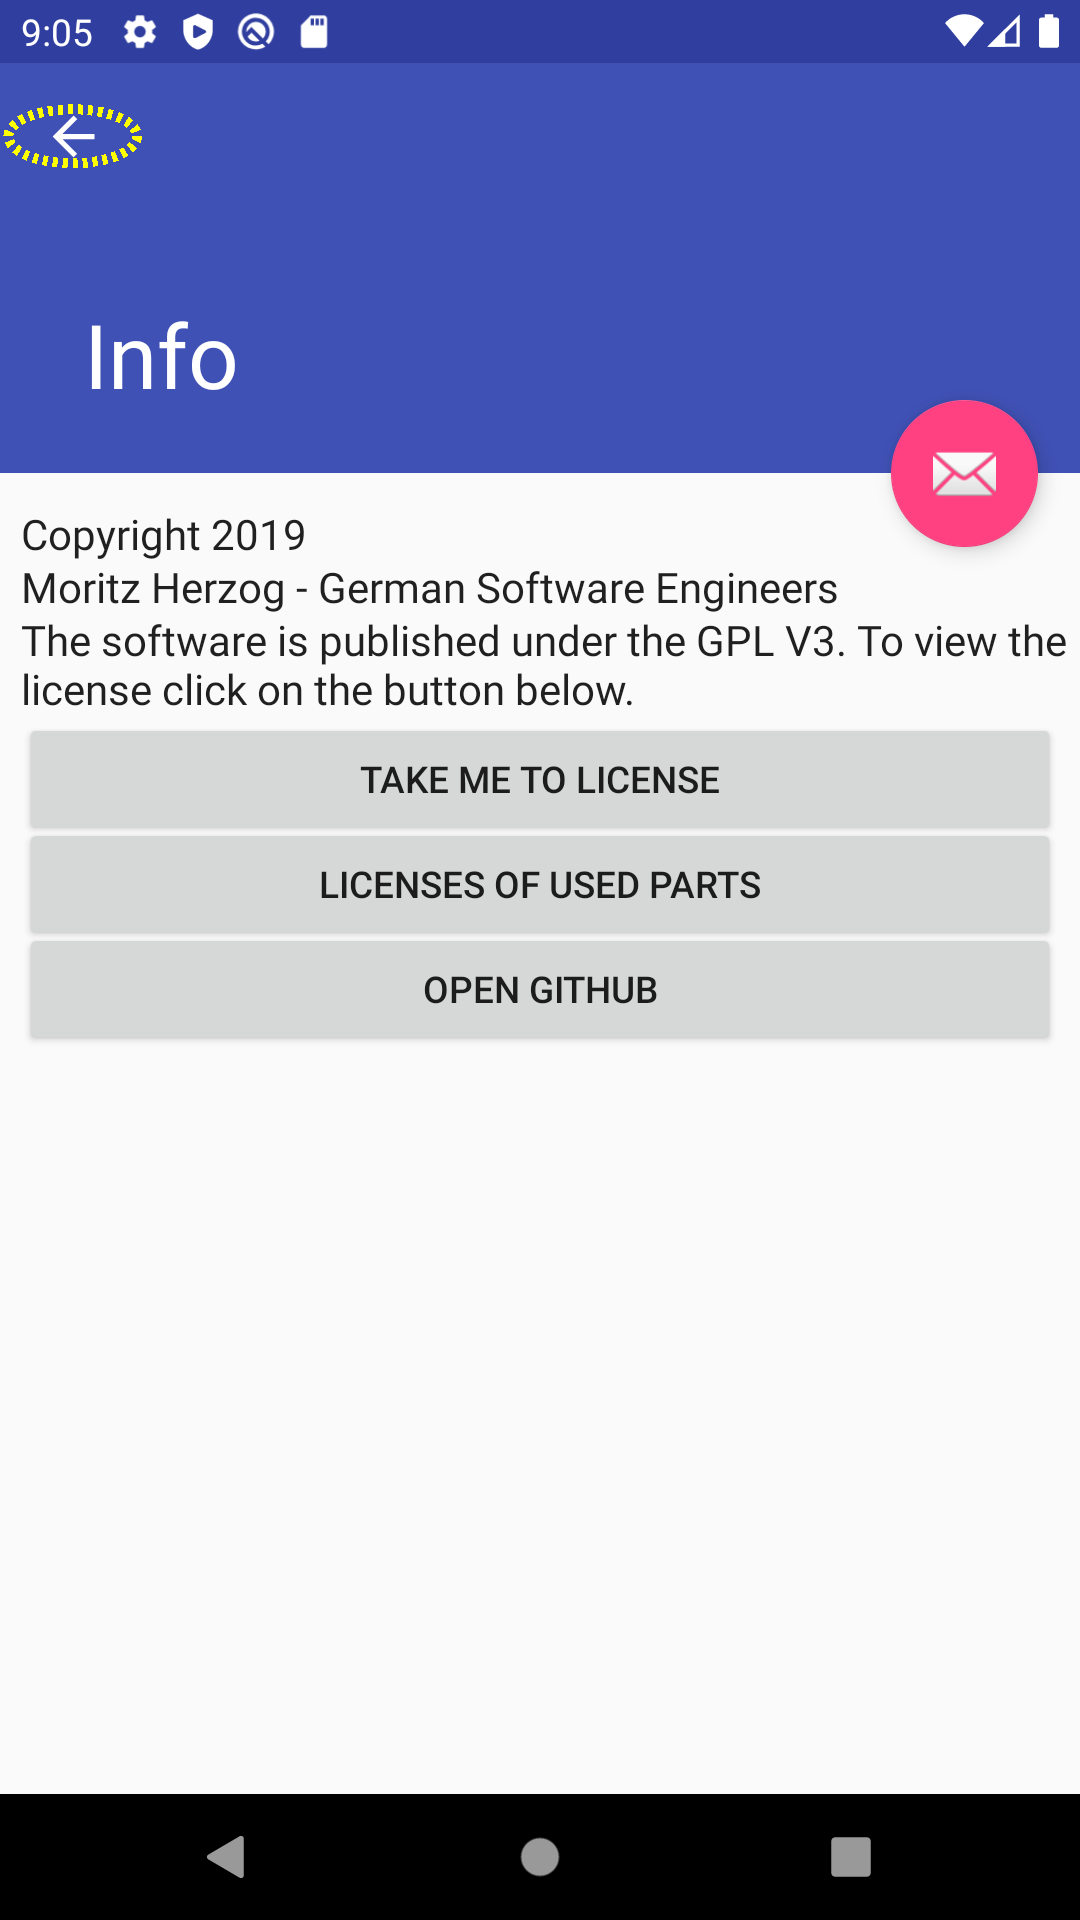 9:05
Info
Copyright 2019
Moritz Herzog - German Software Engineers
The software is published under the GPL V3. To view the
license click on the button below.
TAKE ME TO LICENSE
LICENSES OF USED PARTS
OPEN GITHUB